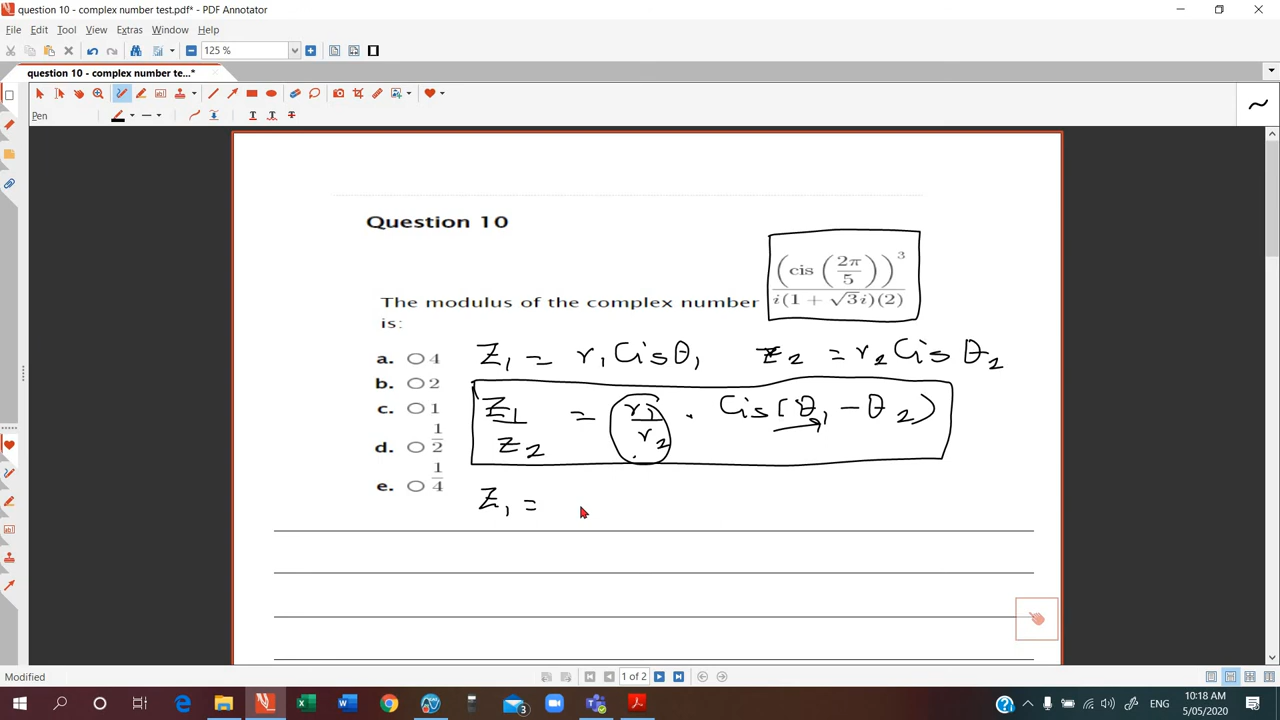 question 10 - complex number test.pdf* - PDF Annotator
File Edit Tool View Extras Window Help
125 %
question 10 - complex number te...*
Pen
Question 10
The modulus of the complex number (cis (2π/5))³ / i(1 + √3i)(2)
is:
a. 4
b. 2
c. 1
d. 1/2
e. 1/4
Z₁ = r₁ Cis θ₁ z₂ = r₂ Cis θ₂
Z₁/Z₂ = r₁/r₂ · Cis(θ₁ - θ₂)
Z₁ =
Modified
1 of 2
3
ENG
10:18 AM
5/05/2020